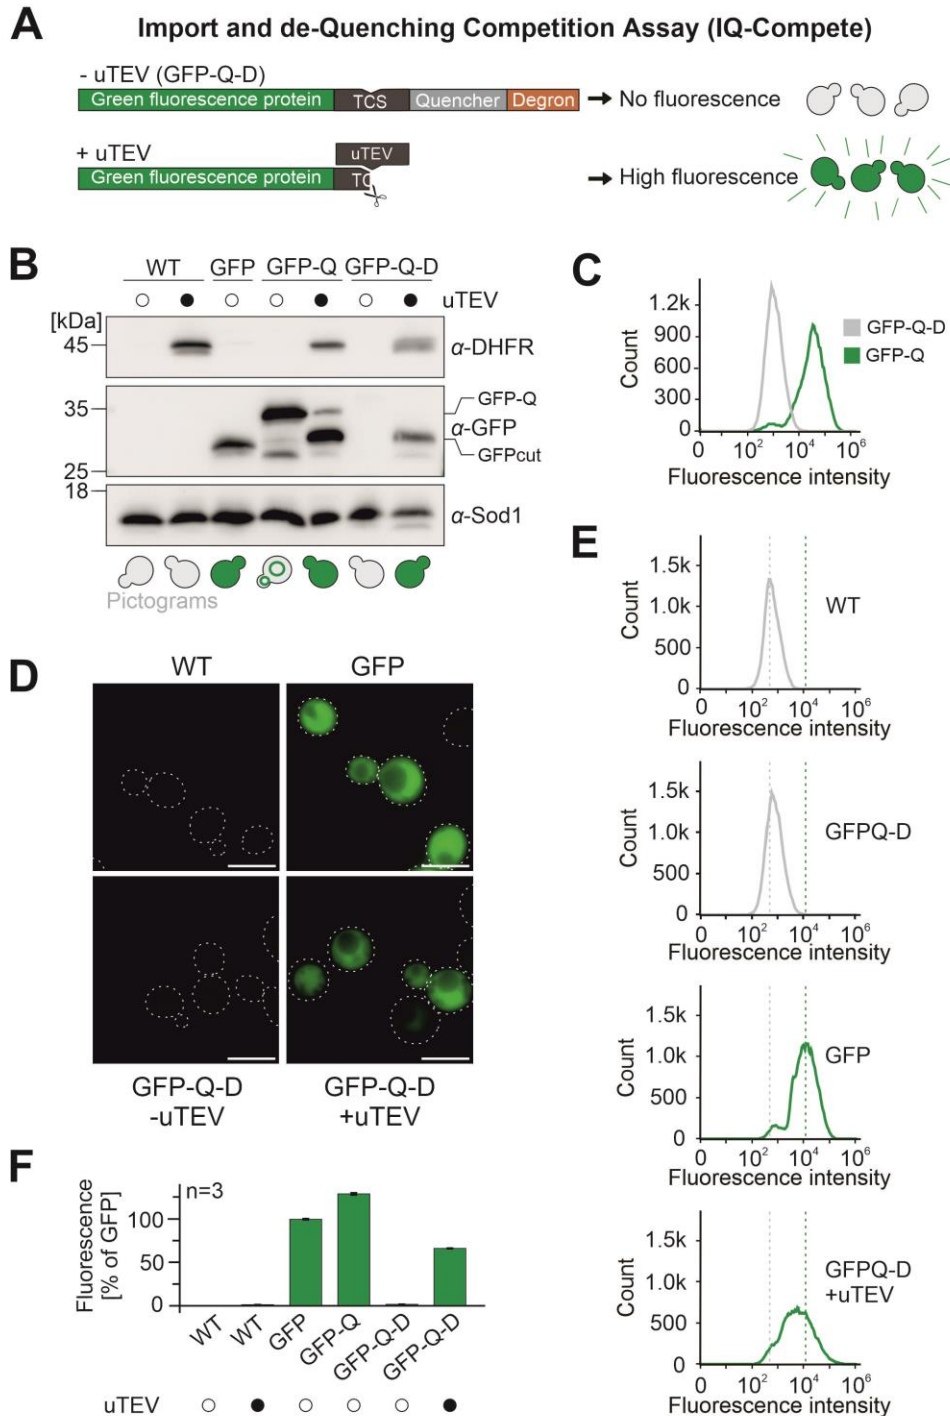 A
Import and de-Quenching Competition Assay (IQ-Compete)
- uTEV (GFP-Q-D)
Green fluorescence protein TCS Quencher Degron
No fluorescence
+ uTEV
uTEV
Green fluorescence protein TC
High fluorescence
B
WT GFP GFP-Q GFP-Q-D
uTEV
[kDa]
45
α-DHFR
35
GFP-Q
α-GFP
GFPcut
25
18
α-Sod1
Pictograms
C
1.2k
900
600
300
0
Count
GFP-Q-D
GFP-Q
0 10² 10⁴ 10⁶
Fluorescence intensity
D
WT GFP
GFP-Q-D
-uTEV
GFP-Q-D
+uTEV
E
1.5k
1.0k
500
0
Count
WT
0 10² 10⁴ 10⁶
Fluorescence intensity
1.5k
1.0k
500
0
Count
GFPQ-D
0 10² 10⁴ 10⁶
Fluorescence intensity
1.5k
1.0k
500
0
Count
GFP
0 10² 10⁴ 10⁶
Fluorescence intensity
1.5k
1.0k
500
0
Count
GFPQ-D
+uTEV
0 10² 10⁴ 10⁶
Fluorescence intensity
F
Fluorescence
[% of GFP]
n=3
100
50
0
WT WT GFP GFP-Q GFP-Q-D GFP-Q-D
uTEV